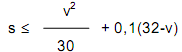 s ≤ v² / 30 + 0,1(32-v)